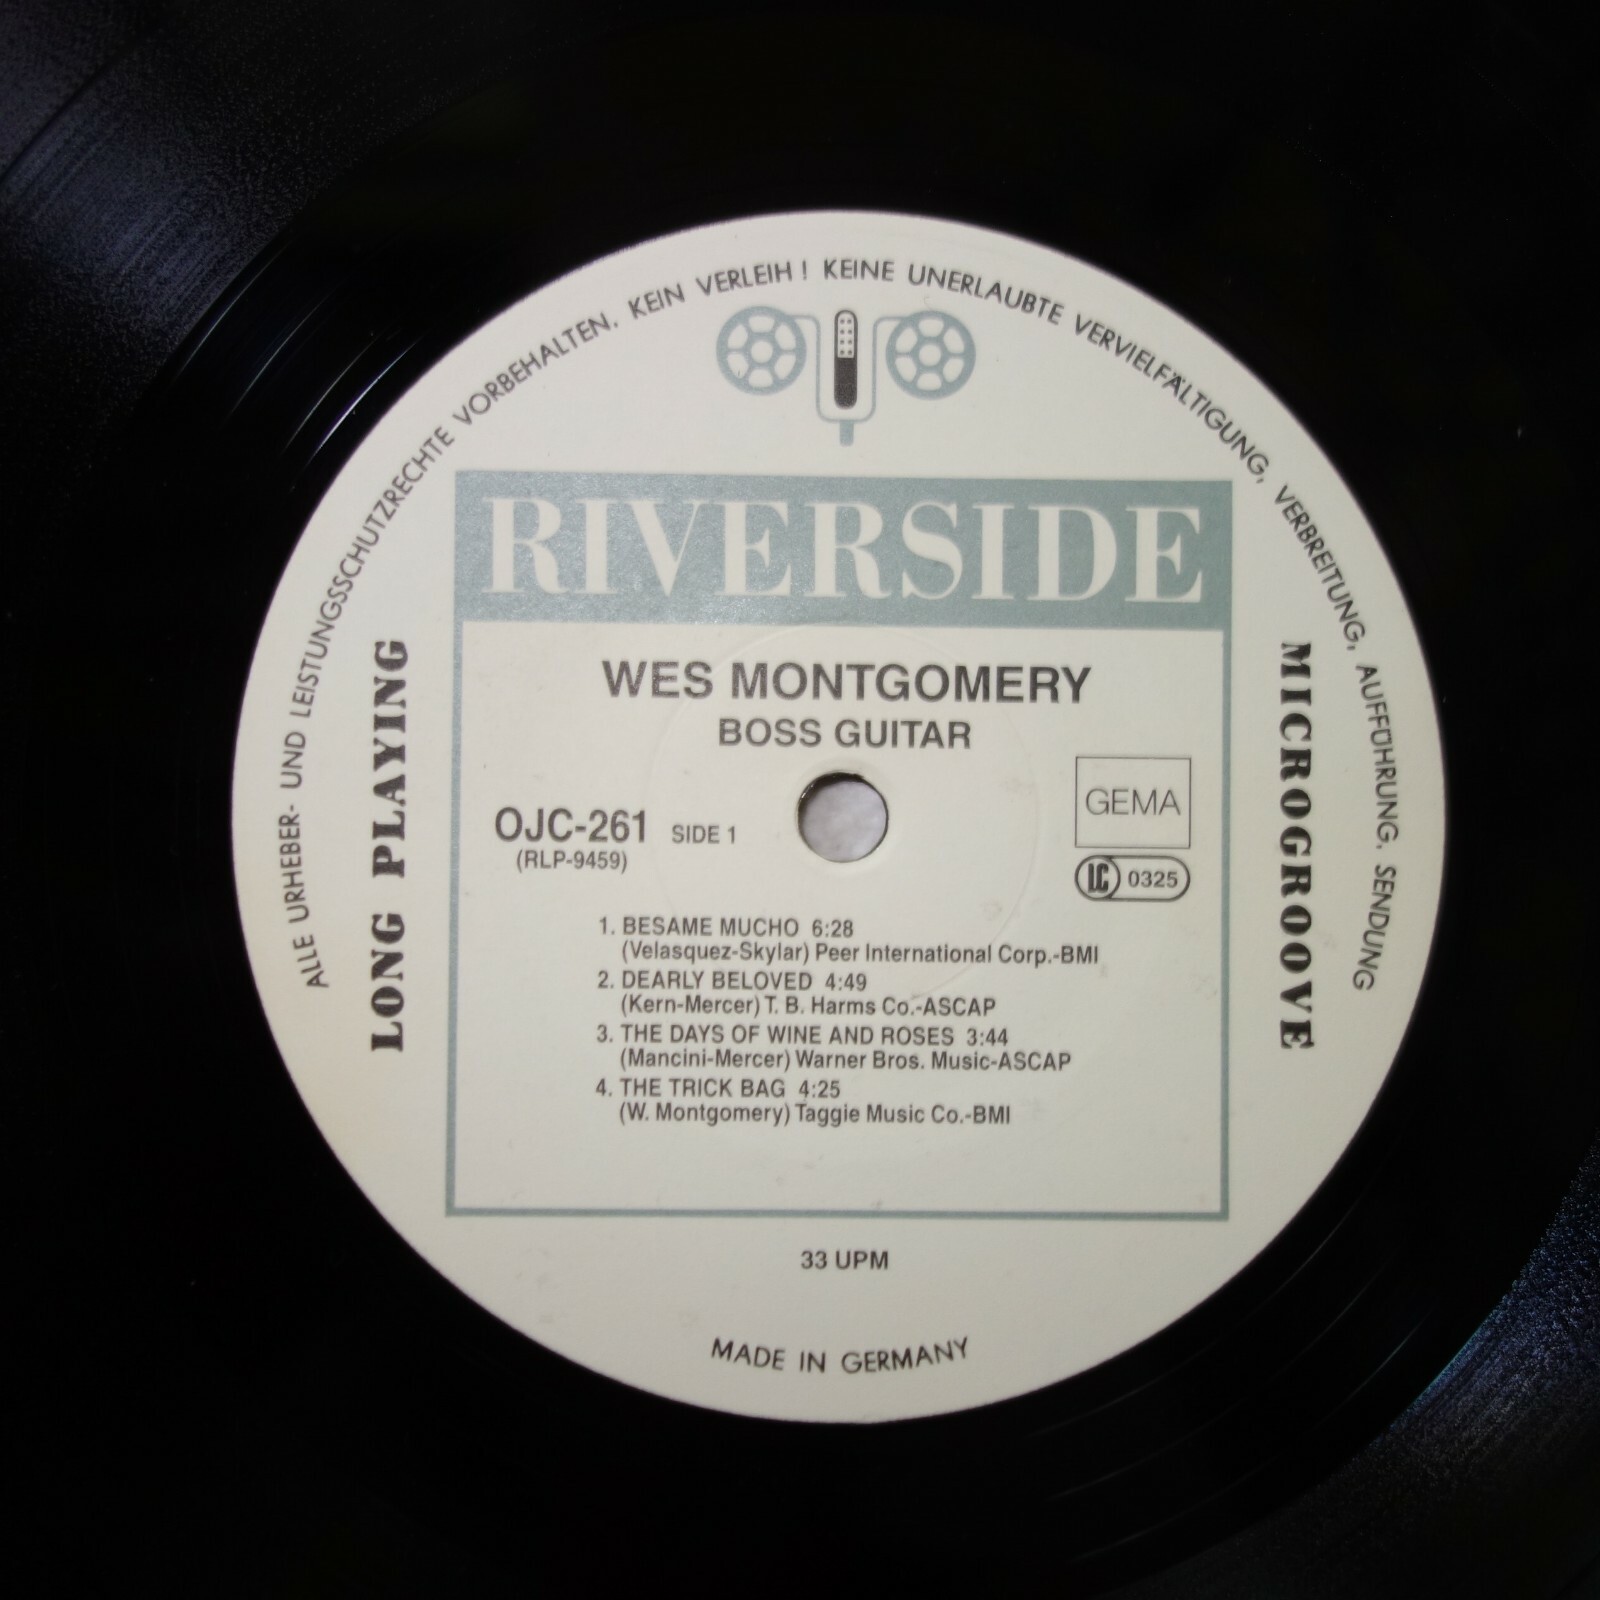 ALLE URHEBER- UND LEISTUNGSSCHUTZRECHTE VORBEHALTEN. KEIN VERLEIH! KEINE UNERLAUBTE VERVIELFÄLTIGUNG, VERBREITUNG, AUFFÜHRUNG, SENDUNG
RIVERSIDE
LONG PLAYING
MICROGROOVE
WES MONTGOMERY
BOSS GUITAR
OJC-261 SIDE 1
(RLP-9459)
GEMA
LC 0325
1. BESAME MUCHO 6:28
(Velasquez-Skylar) Peer International Corp.-BMI
2. DEARLY BELOVED 4:49
(Kern-Mercer) T. B. Harms Co.-ASCAP
3. THE DAYS OF WINE AND ROSES 3:44
(Mancini-Mercer) Warner Bros. Music-ASCAP
4. THE TRICK BAG 4:25
(W. Montgomery) Taggie Music Co.-BMI
33 UPM
MADE IN GERMANY